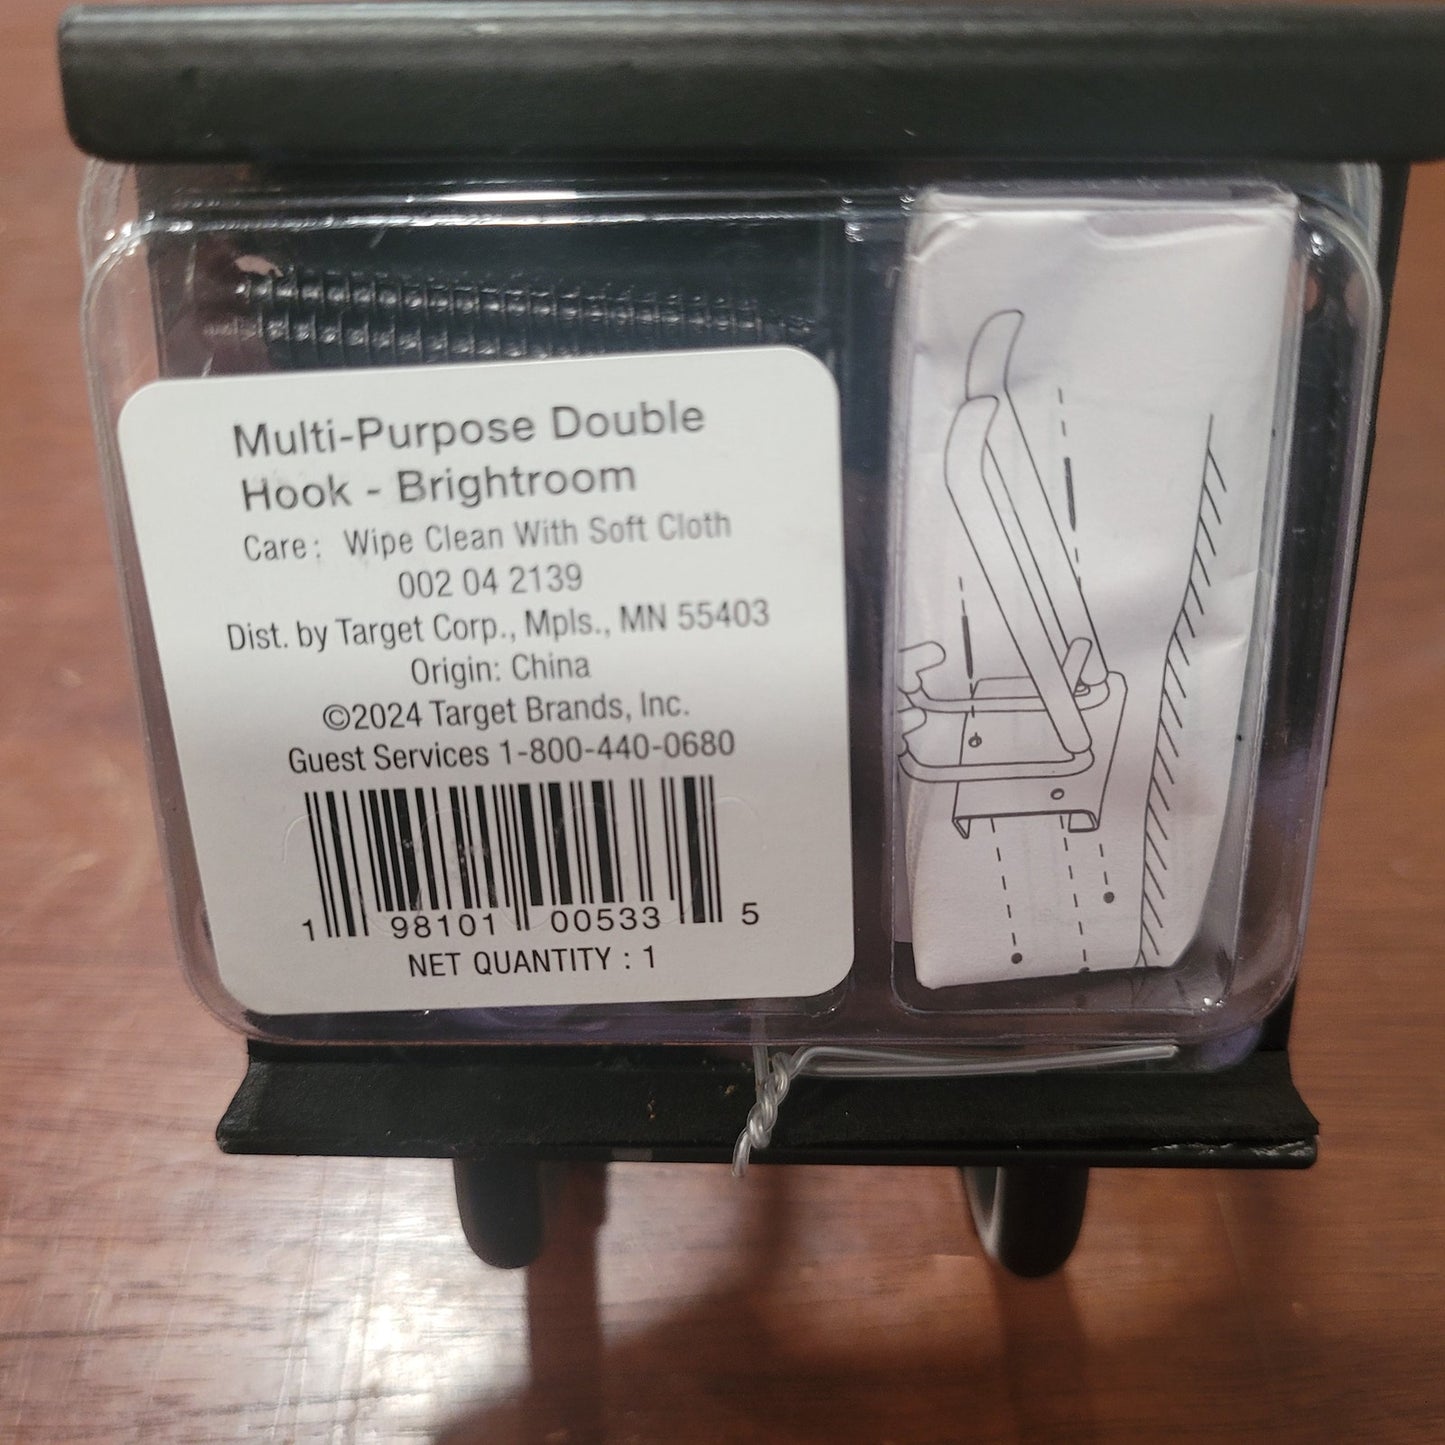 Multi-Purpose Double
Hook - Brightroom
Care: Wipe Clean With Soft Cloth
002 04 2139
Dist. by Target Corp., Mpls., MN 55403
Origin: China
©2024 Target Brands, Inc.
Guest Services 1-800-440-0680
1 98101 00533 5
NET QUANTITY : 1